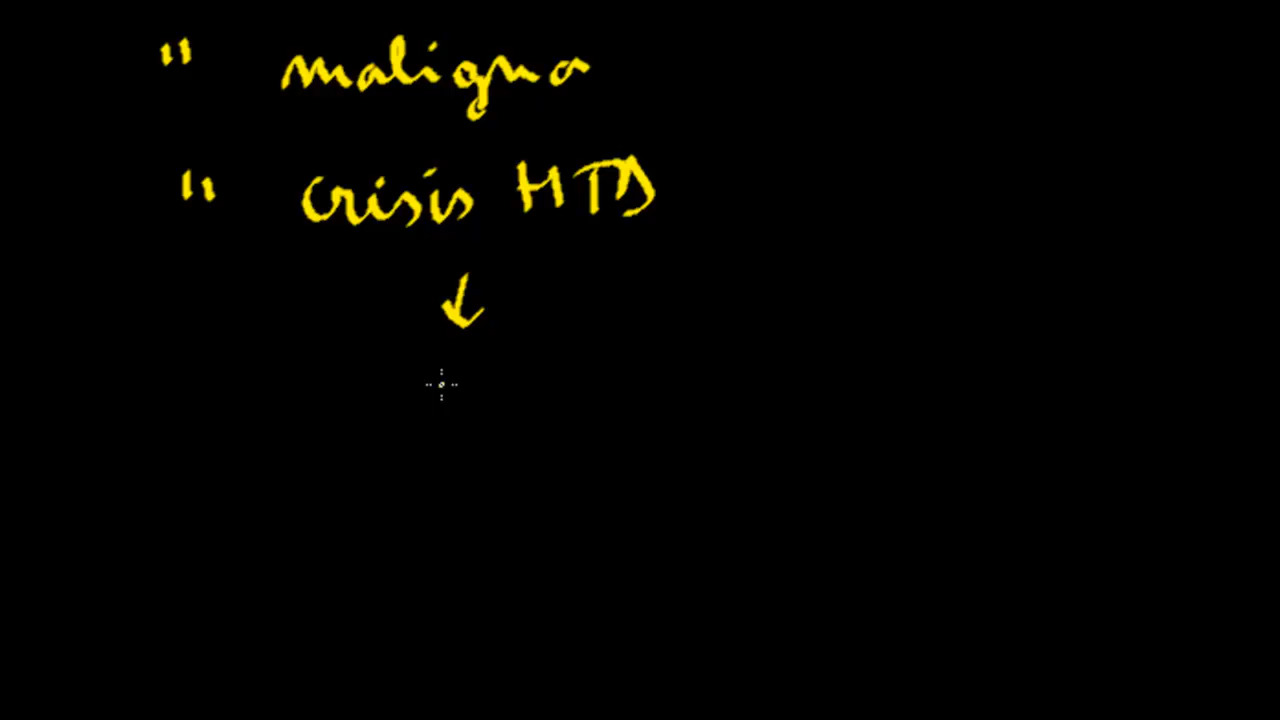 " maligna
" crisis HTA
↓